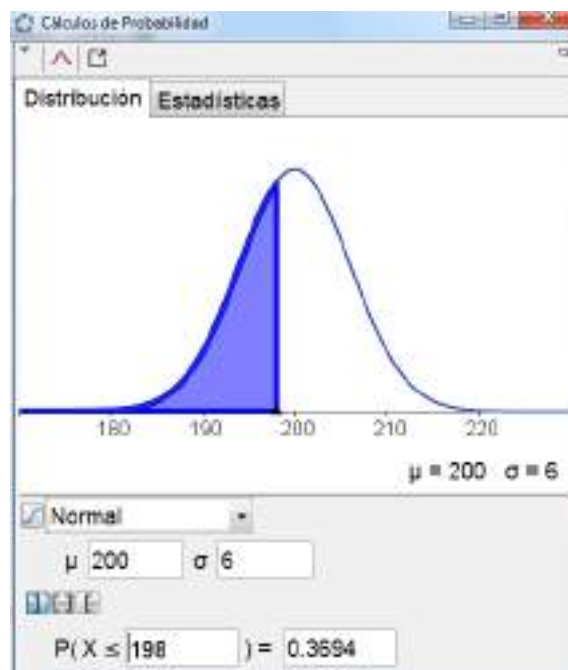 Cálculos de Probabilidad
Distribución Estadísticas
180 190 200 210 220
μ = 200 σ = 6
Normal
μ 200 σ 6
P( X ≤ 198 ) = 0.3694